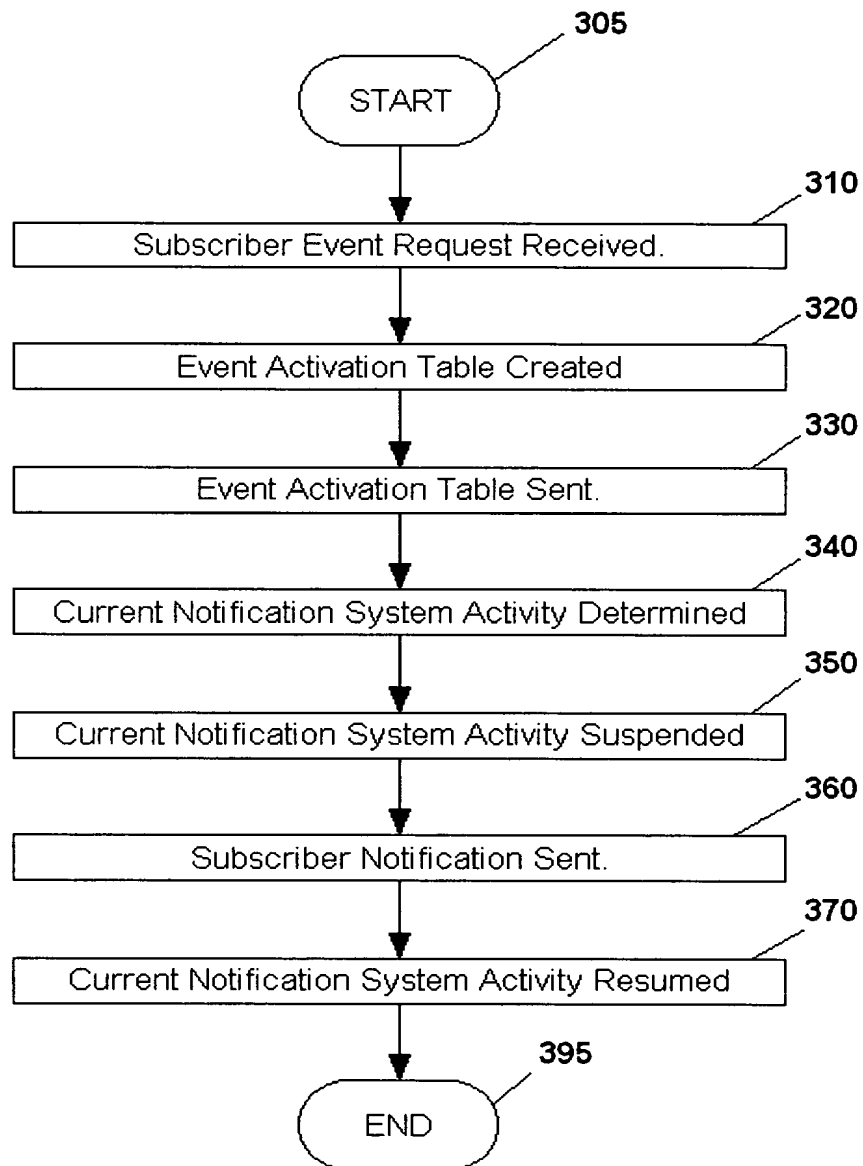 305
START
310
Subscriber Event Request Received.
320
Event Activation Table Created
330
Event Activation Table Sent.
340
Current Notification System Activity Determined
350
Current Notification System Activity Suspended
360
Subscriber Notification Sent.
370
Current Notification System Activity Resumed
395
END